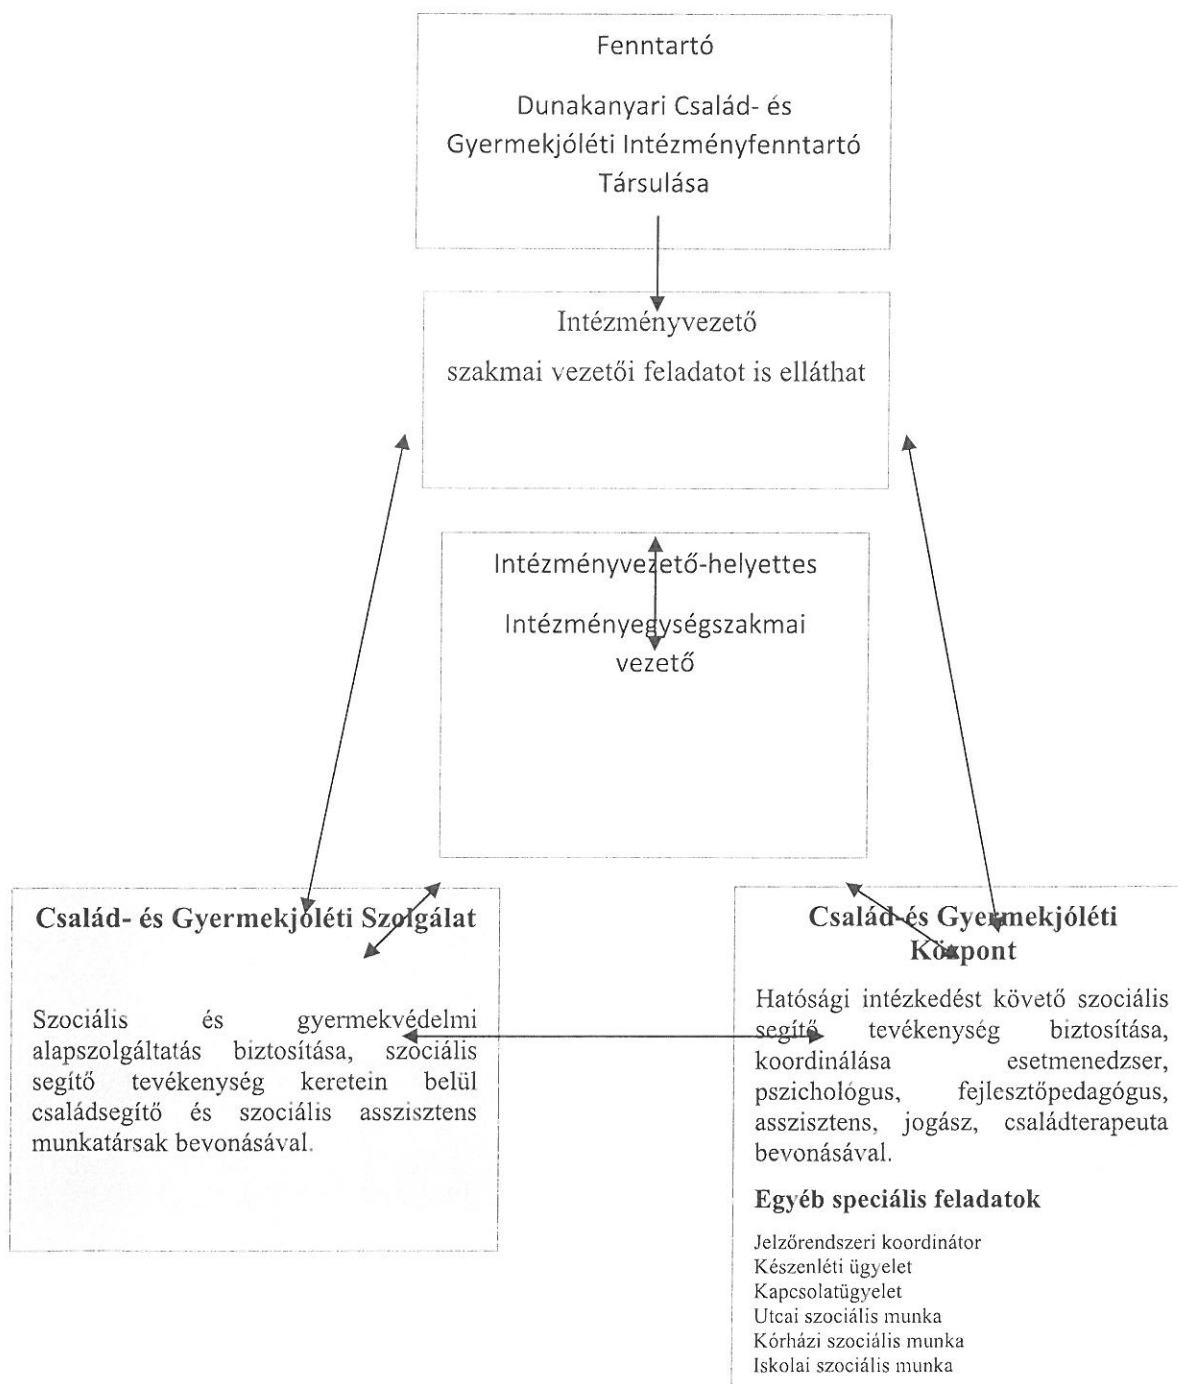 Fenntartó
Dunakanyari Család- és
Gyermekjóléti Intézményfenntartó
Társulása
Intézményvezető
szakmai vezetői feladatot is elláthat
Intézményvezető-helyettes
Intézményegységszakmai
vezető
Család- és Gyermekjóléti Szolgálat
Szociális és gyermekvédelmi
alapszolgáltatás biztosítása, szociális
segítő tevékenység keretein belül
családsegítő és szociális asszisztens
munkatársak bevonásával.
Család-és Gyermekjóléti
Központ
Hatósági intézkedést követő szociális
segítő tevékenység biztosítása,
koordinálása esetmenedzser,
pszichológus, fejlesztőpedagógus,
asszisztens, jogász, családterapeuta
bevonásával.
Egyéb speciális feladatok
Jelzőrendszeri koordinátor
Készenléti ügyelet
Kapcsolatügyelet
Utcai szociális munka
Kórházi szociális munka
Iskolai szociális munka